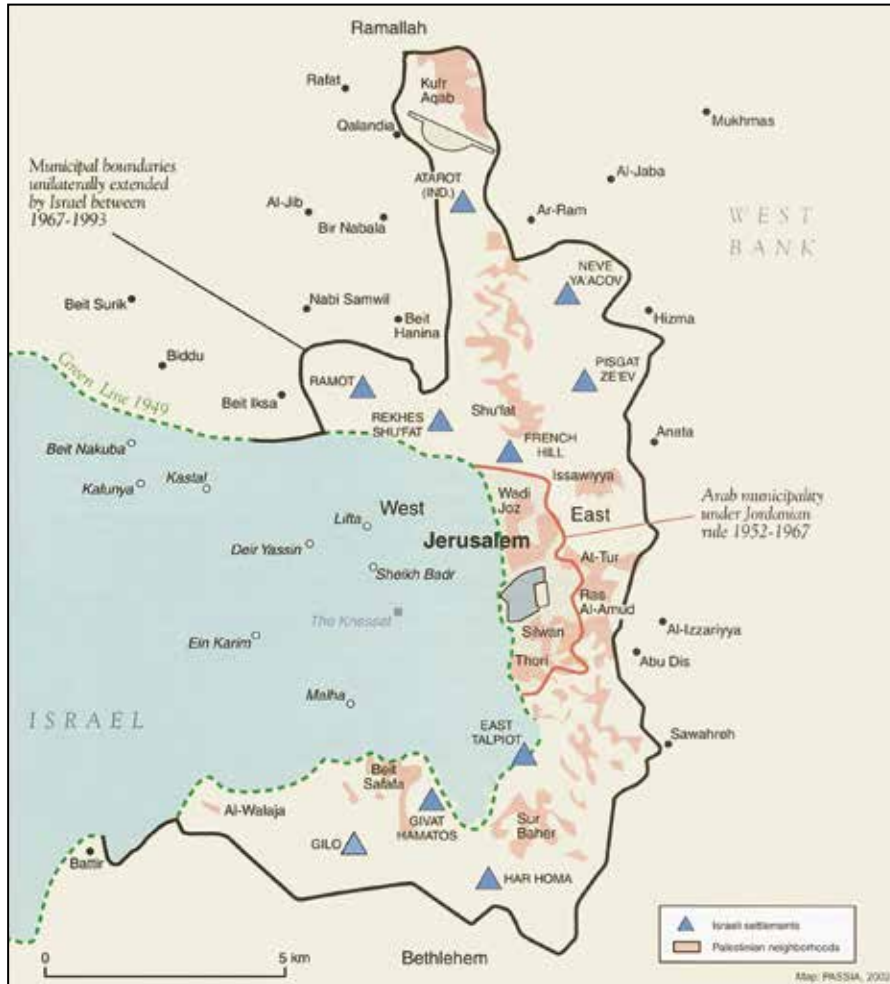 Ramallah
Rafat
Kufr
Aqab
Qalandia
Mukhmas
Municipal boundaries
unilaterally extended
by Israel between
1967-1993
ATAROT
(IND.)
Al-Jaba
Al-Jib
Bir Nabala
Ar-Ram
WEST
BANK
NEVE
YA'ACOV
Beit Surik
Nabi Samwil
Beit
Hanina
Hizma
Biddu
Green Line 1949
Beit Iksa
RAMOT
PISGAT
ZE'EV
REKHES
SHU'FAT
Shu'fat
FRENCH
HILL
Anata
Beit Nakuba
Kalunya
Kastal
Issawiyya
Wadi
Joz
East
Arab municipality
under Jordanian
rule 1952-1967
West
Jerusalem
Lifta
Deir Yassin
Sheikh Badr
At-Tur
Ras
Al-Amud
The Knesset
Silwan
Al-Izzariyya
Ein Karim
Thori
Abu Dis
Malha
ISRAEL
EAST
TALPIOT
Sawahreh
Beit
Safafa
Al-Walaja
GIVAT
HAMATOS
Sur
Baher
GILO
Battir
HAR HOMA
Israeli settlements
Palestinian neighborhoods
0
5 km
Bethlehem
Map: PASSIA, 2002